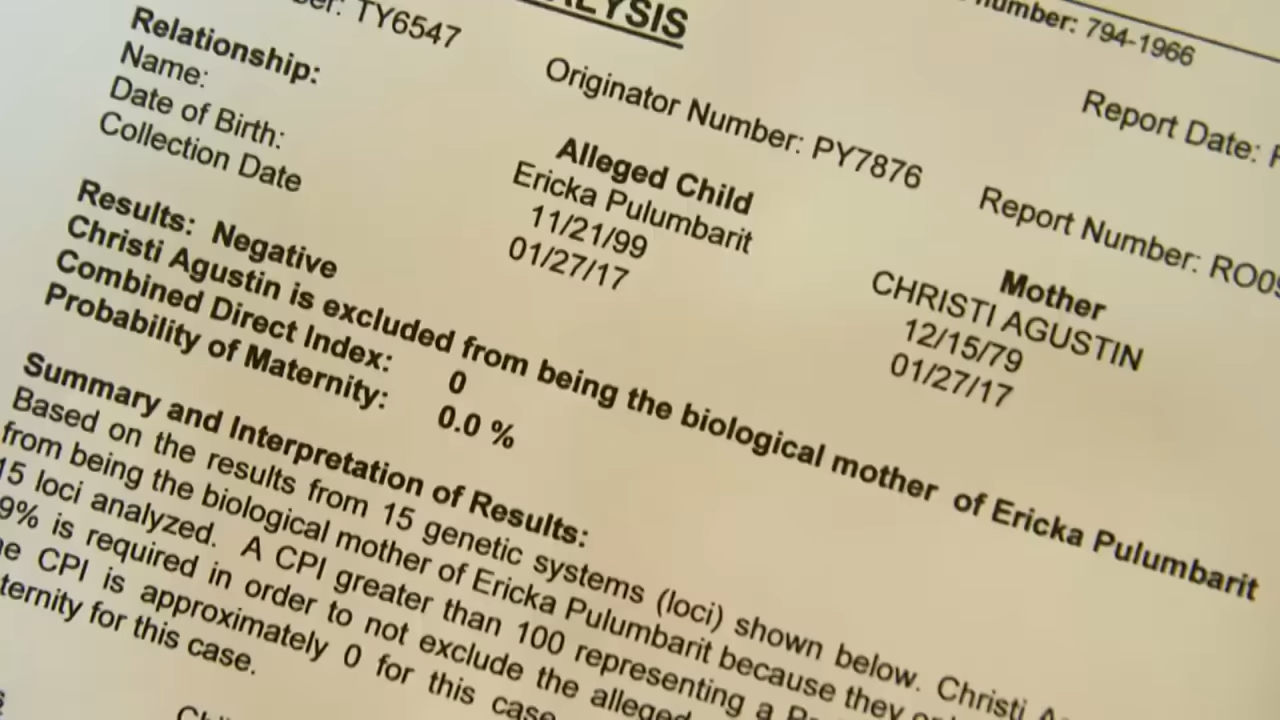 ALYSIS
number: 794-1966
TY6547
Originator Number: PY7876
Report Date:
Report Number: RO0
Relationship:
Name:
Date of Birth:
Collection Date
Alleged Child
Ericka Pulumbarit
11/21/99
01/27/17
Mother
CHRISTI AGUSTIN
12/15/79
01/27/17
Results: Negative
Christi Agustin is excluded from being the biological mother of Ericka Pulumbarit
Combined Direct Index: 0
Probability of Maternity: 0.0 %
Summary and Interpretation of Results:
Based on the results from 15 genetic systems (loci) shown below. Christi
from being the biological mother of Ericka Pulumbarit because they
15 loci analyzed. A CPI greater than 100 representing a
9% is required in order to not exclude the alleged
e CPI is approximately 0 for this case
ternity for this case.